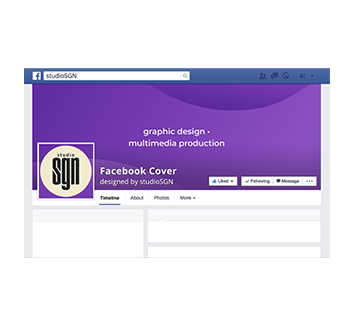 f studioSGN
graphic design •
multimedia production
studio
sgn
Facebook Cover
designed by studioSGN
Liked Following Message
Timeline About Photos More